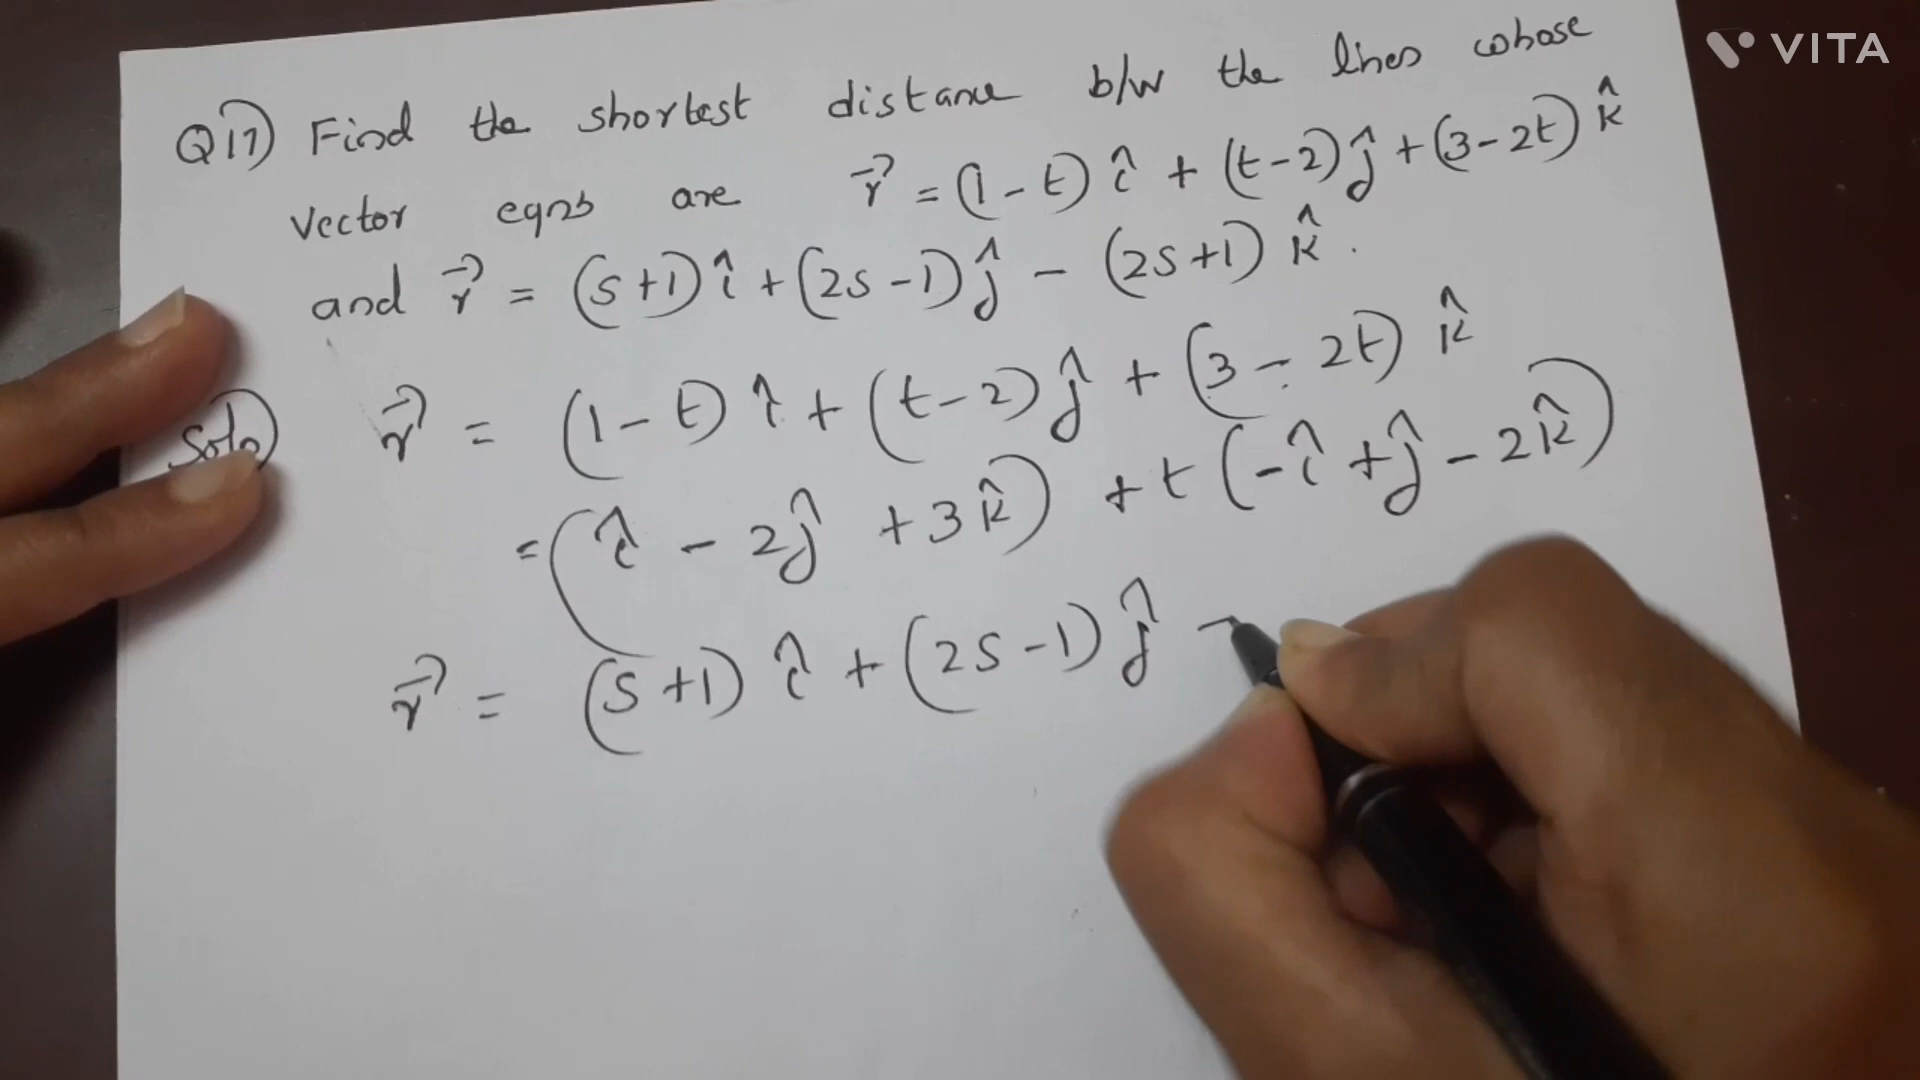 VITA
Q17) Find the shortest distance b/w the lines whose
vector eqns are r⃗ = (1-t) î + (t-2) ĵ + (3-2t) k̂
and r⃗ = (s+1) î + (2s-1) ĵ - (2s+1) k̂ .
Soln) r⃗ = (1-t) î + (t-2) ĵ + (3-2t) k̂
= (î - 2ĵ + 3k̂) + t (-î + ĵ - 2k̂)
r⃗ = (s+1) î + (2s-1) ĵ -